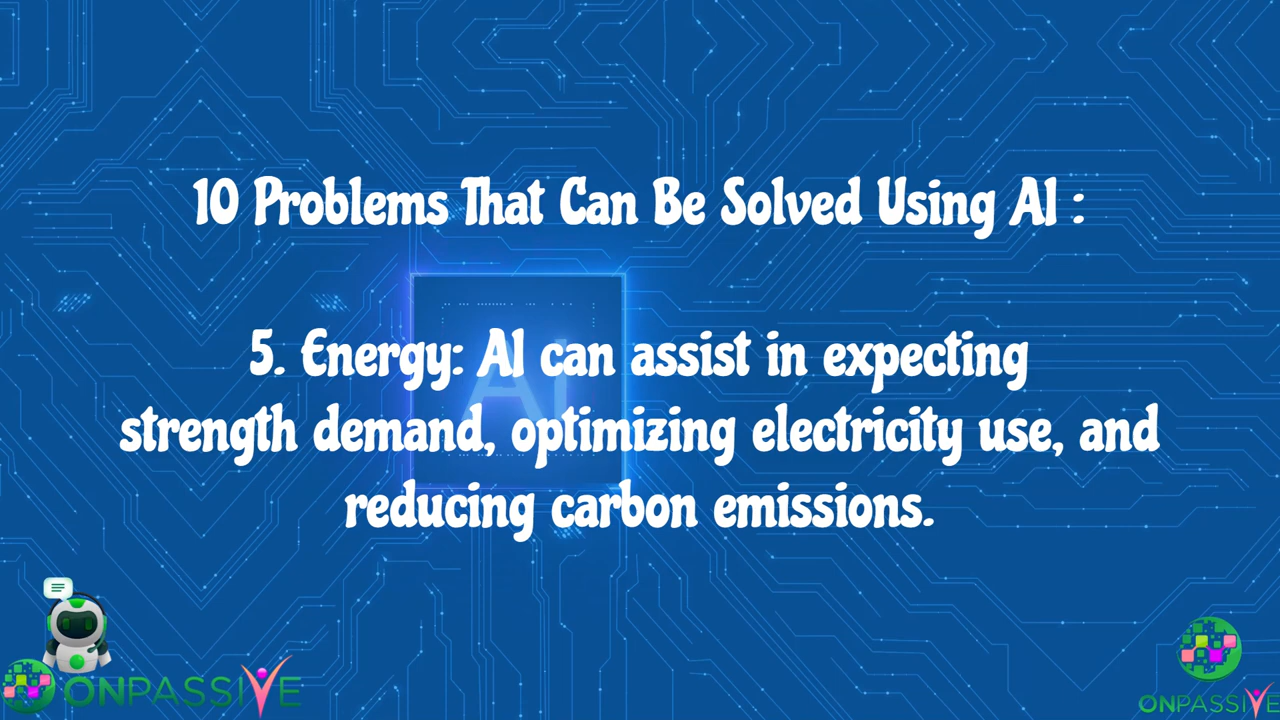 10 Problems That Can Be Solved Using AI :
5. Energy: AI can assist in expecting
strength demand, optimizing electricity use, and
reducing carbon emissions.
AI
ONPASSIVE
ONPASSIVE